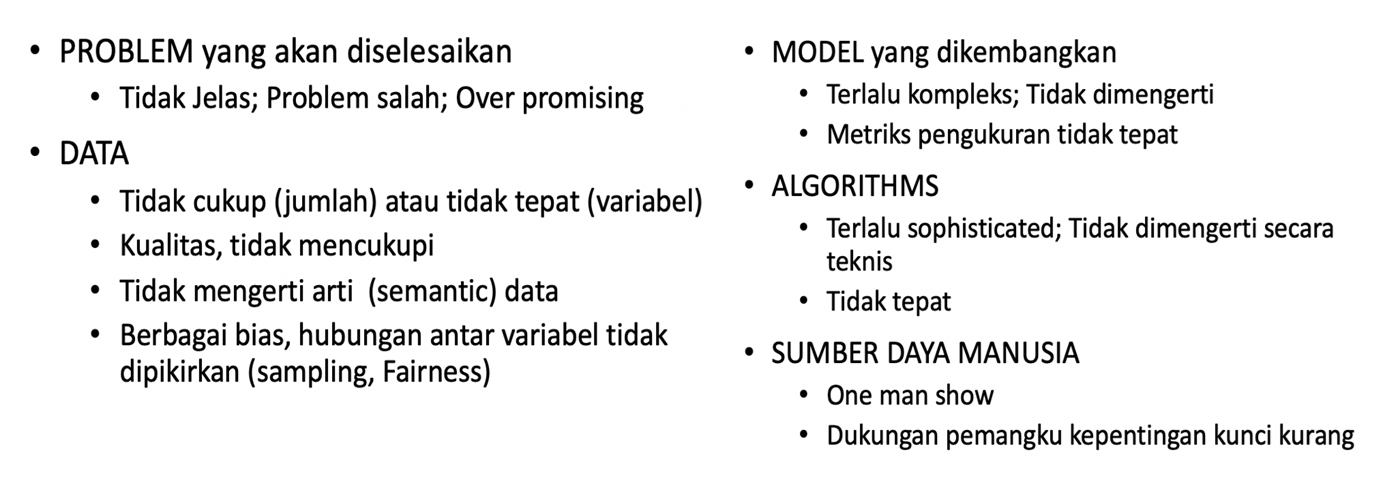 • PROBLEM yang akan diselesaikan
• Tidak Jelas; Problem salah; Over promising
• DATA
• Tidak cukup (jumlah) atau tidak tepat (variabel)
• Kualitas, tidak mencukupi
• Tidak mengerti arti (semantic) data
• Berbagai bias, hubungan antar variabel tidak
dipikirkan (sampling, Fairness)
• MODEL yang dikembangkan
• Terlalu kompleks; Tidak dimengerti
• Metriks pengukuran tidak tepat
• ALGORITHMS
• Terlalu sophisticated; Tidak dimengerti secara
teknis
• Tidak tepat
• SUMBER DAYA MANUSIA
• One man show
• Dukungan pemangku kepentingan kunci kurang